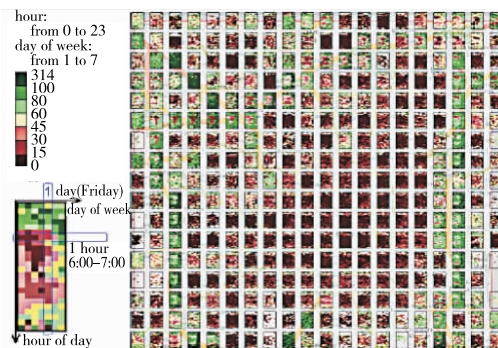 hour:
from 0 to 23
day of week:
from 1 to 7
314
100
80
60
45
30
15
0
1 day(Friday)
day of week
1 hour
6:00–7:00
hour of day